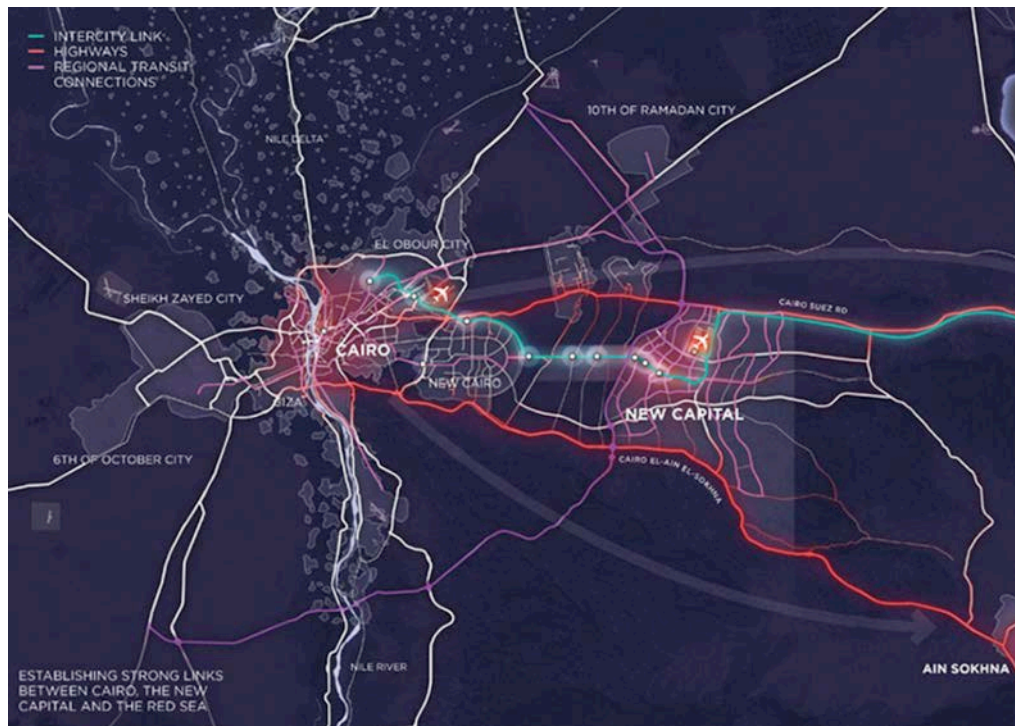 INTERCITY LINK
HIGHWAYS
REGIONAL TRANSIT
CONNECTIONS
10TH OF RAMADAN CITY
NILE DELTA
EL OBOUR CITY
SHEIKH ZAYED CITY
CAIRO SUEZ RD
CAIRO
NEW CAIRO
GIZA
NEW CAPITAL
6TH OF OCTOBER CITY
CAIRO EL-AIN EL-SOKHNA
NILE RIVER
AIN SOKHNA
ESTABLISHING STRONG LINKS
BETWEEN CAIRO, THE NEW
CAPITAL AND THE RED SEA